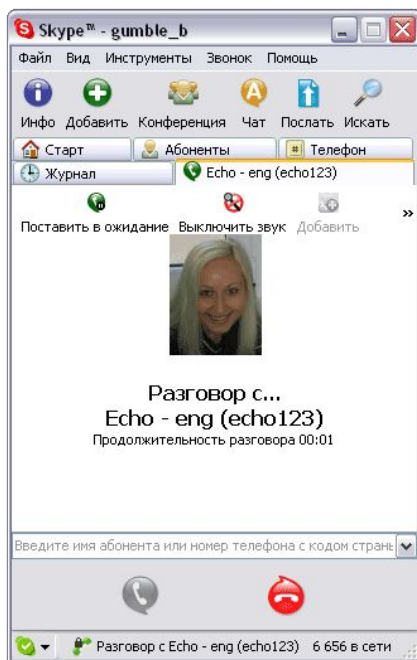 Skype™ - gumble_b
Файл Вид Инструменты Звонок Помощь
Инфо Добавить Конференция Чат Послать Искать
Старт Абоненты Телефон
Журнал Echo - eng (echo123)
Поставить в ожидание Выключить звук Добавить »
Разговор с...
Echo - eng (echo123)
Продолжительность разговора 00:01
Введите имя абонента или номер телефона с кодом страны
Разговор с Echo - eng (echo123) 6 656 в сети